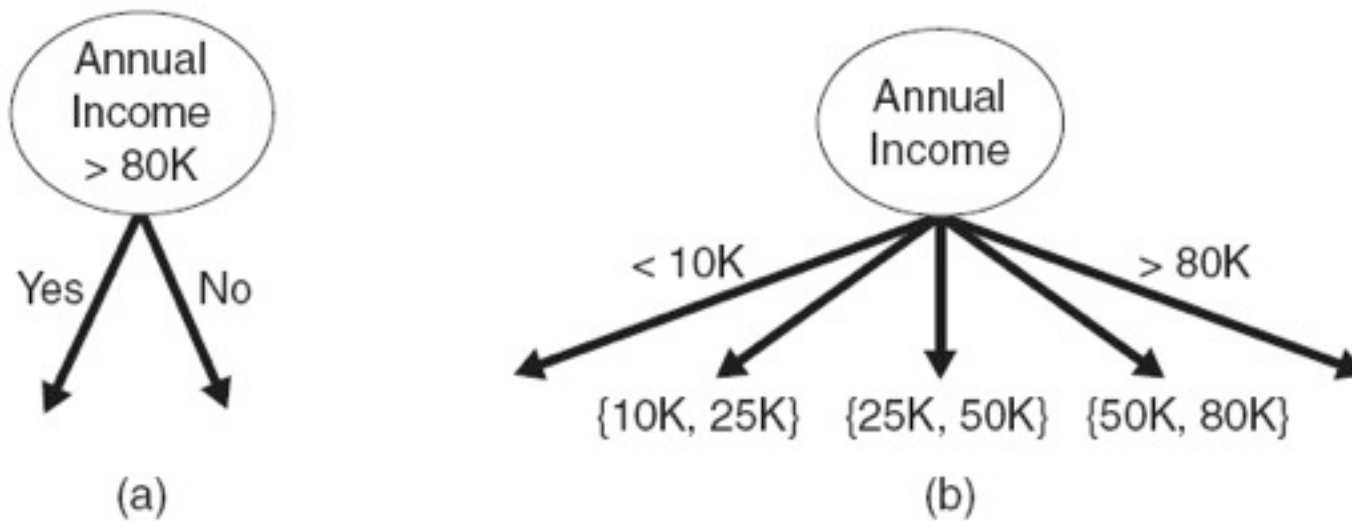 Annual
Income
> 80K
Yes
No
(a)
Annual
Income
< 10K
> 80K
{10K, 25K}
{25K, 50K}
{50K, 80K}
(b)